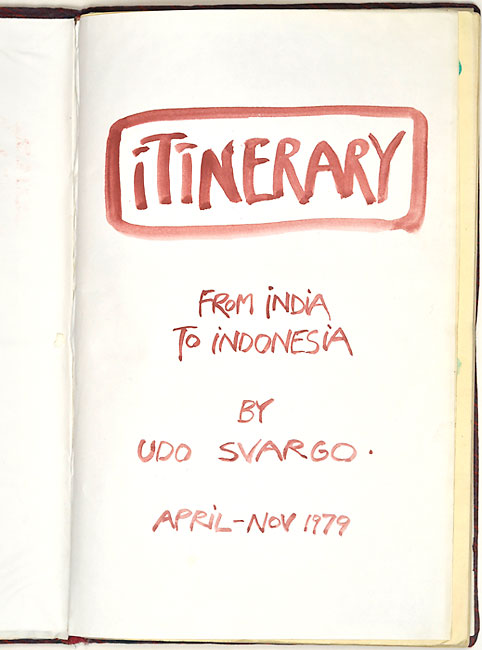 iTiNERARY
FROM iNDiA
To iNDONESiA
BY
UDO SVARGO.
APRiL-NOV 1979